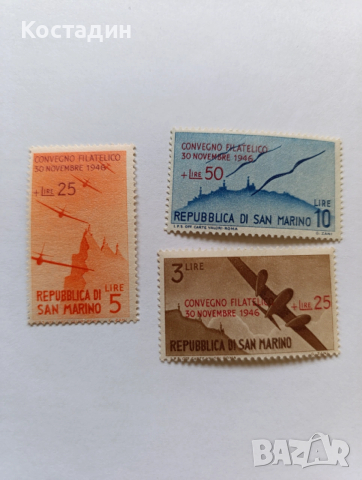 Костадин
CONVEGNO FILATELICO
30 NOVEMBRE 1946
+ LIRE 25
REPUBBLICA DI
SAN MARINO
LIRE
5
CONVEGNO FILATELICO
30 NOVEMBRE 1946
+ LIRE 50
LIRE
REPUBBLICA DI SAN MARINO 10
3 LIRE
CONVEGNO FILATELICO
30 NOVEMBRE 1946
+ LIRE 25
REPUBBLICA DI SAN MARINO
BAZAR